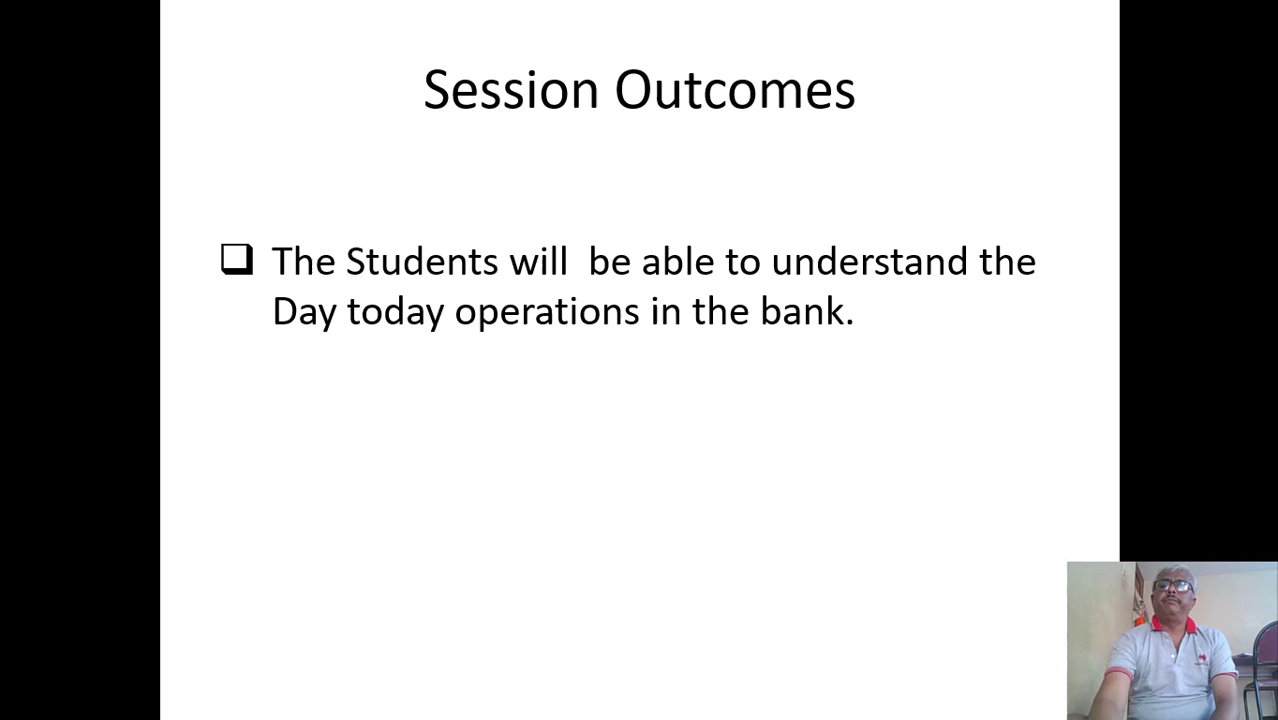 Session Outcomes
The Students will  be able to understand the
Day today operations in the bank.